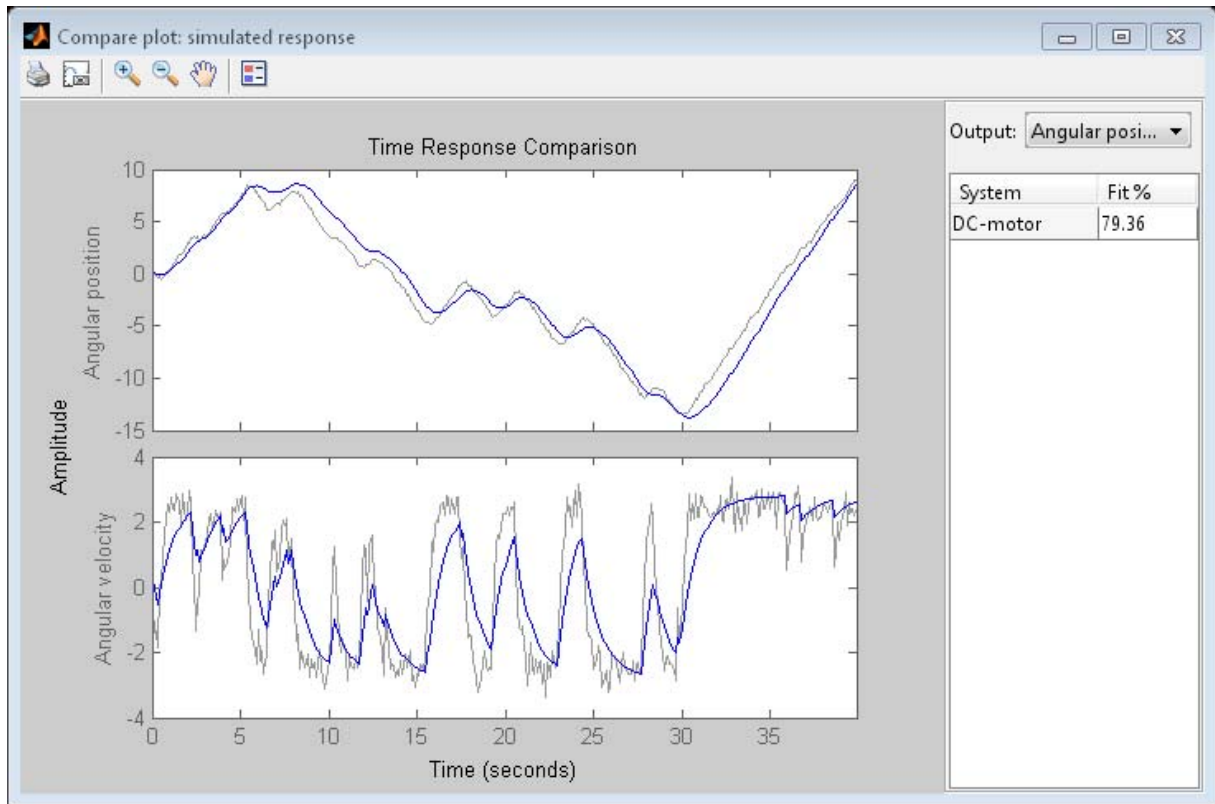 Compare plot: simulated response
Time Response Comparison
Amplitude
Angular position
10
5
0
-5
-10
-15
Angular velocity
4
2
0
-2
-4
0 5 10 15 20 25 30 35
Time (seconds)
Output: Angular posi...
System Fit %
DC-motor 79.36